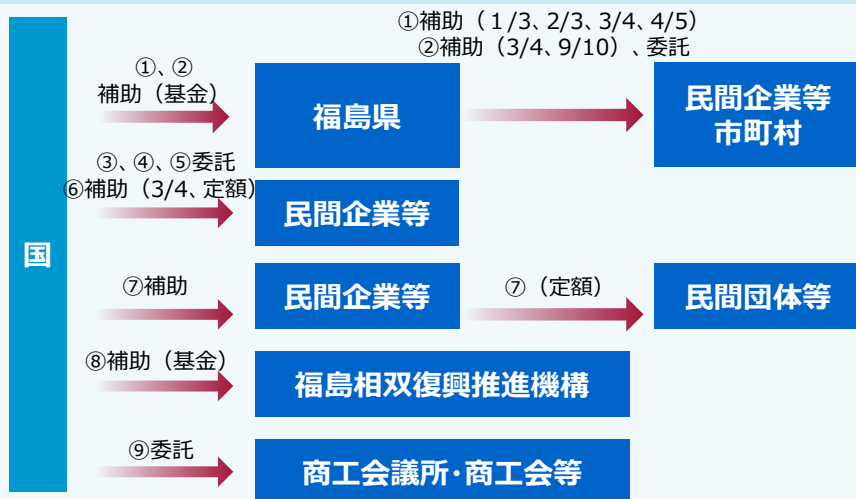 国
①、②
補助（基金）
福島県
①補助（１/3、2/3、3/4、4/5）
②補助（3/4、9/10）、委託
民間企業等
市町村
③、④、⑤委託
⑥補助（3/4、定額）
民間企業等
⑦補助
民間企業等
⑦（定額）
民間団体等
⑧補助（基金）
福島相双復興推進機構
⑨委託
商工会議所・商工会等